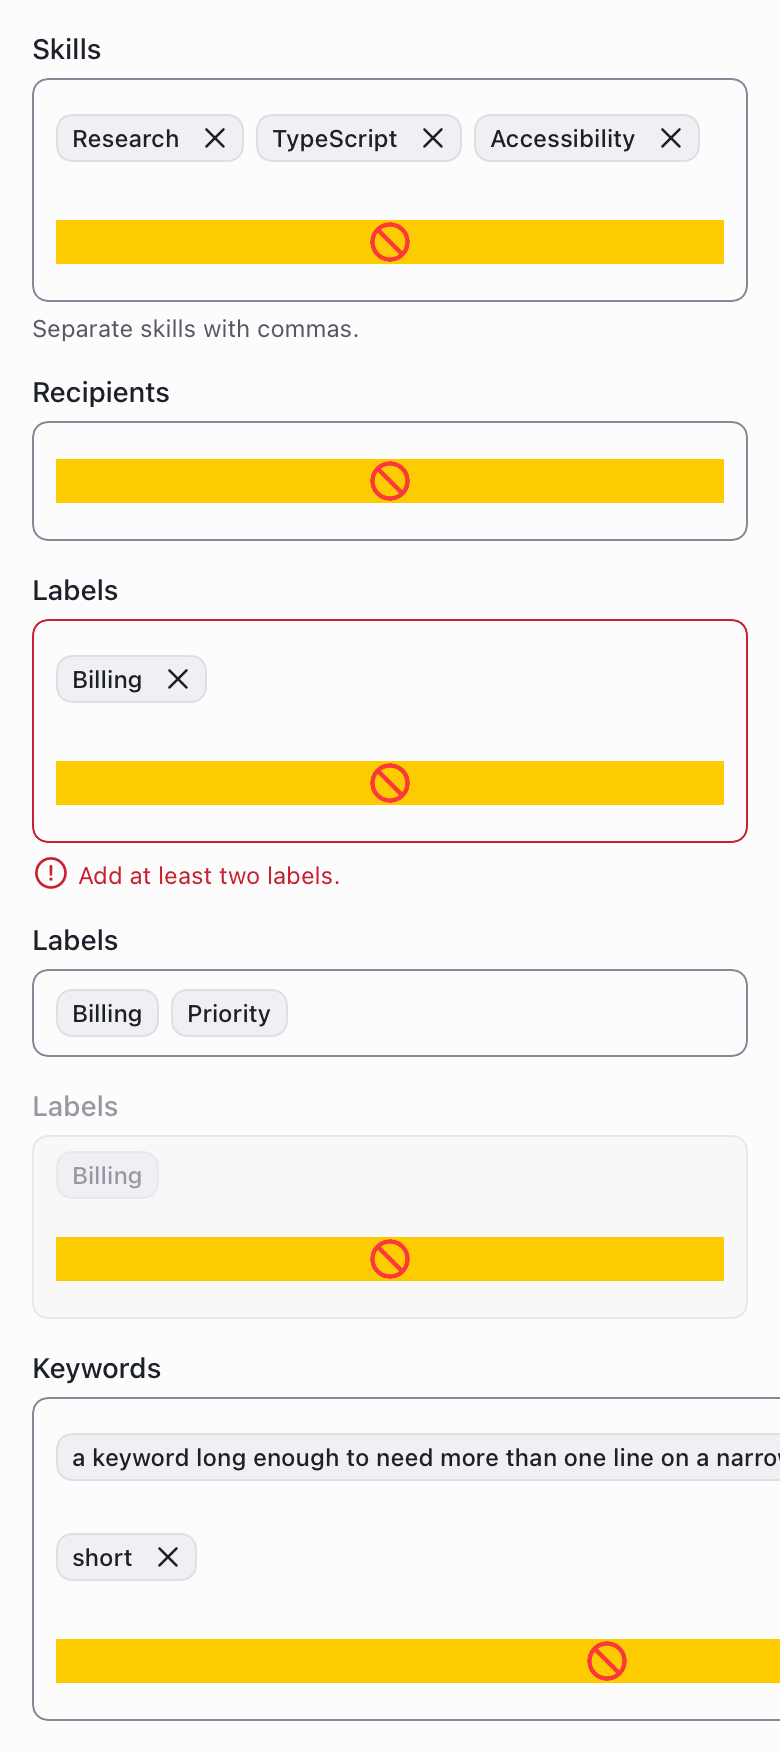 Skills
Research TypeScript Accessibility
Separate skills with commas.
Recipients
Labels
Billing
Add at least two labels.
Labels
Billing Priority
Labels
Billing
Keywords
a keyword long enough to need more than one line on a
short